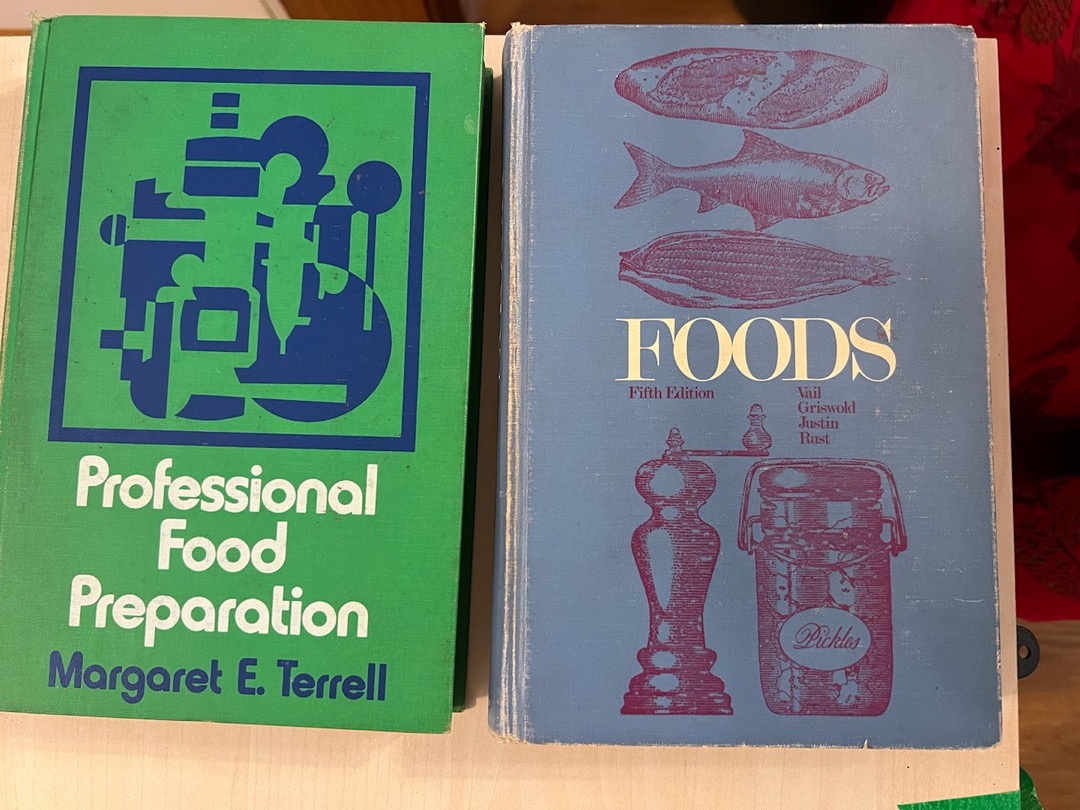 Professional
Food
Preparation
Margaret E. Terrell
FOODS
Fifth Edition
Vail
Griswold
Justin
Rust
Pickles